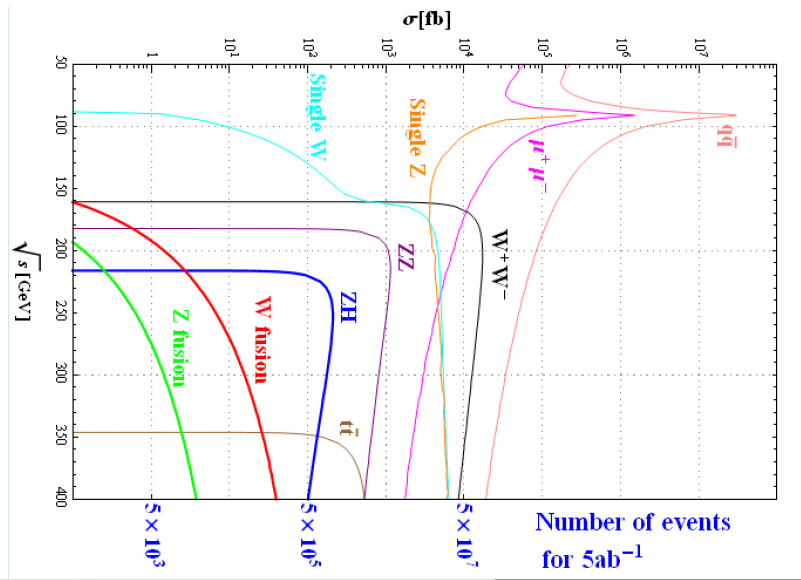 σ[fb]
1
10¹
10²
10³
10⁴
10⁵
10⁶
10⁷
50
100
150
200
250
300
350
400
√s [GeV]
Single W
Single Z
μ⁺μ⁻
qq̄
W⁺W⁻
ZZ
ZH
W fusion
Z fusion
tt̄
5×10³
5×10⁵
5×10⁷
Number of events
for 5ab⁻¹